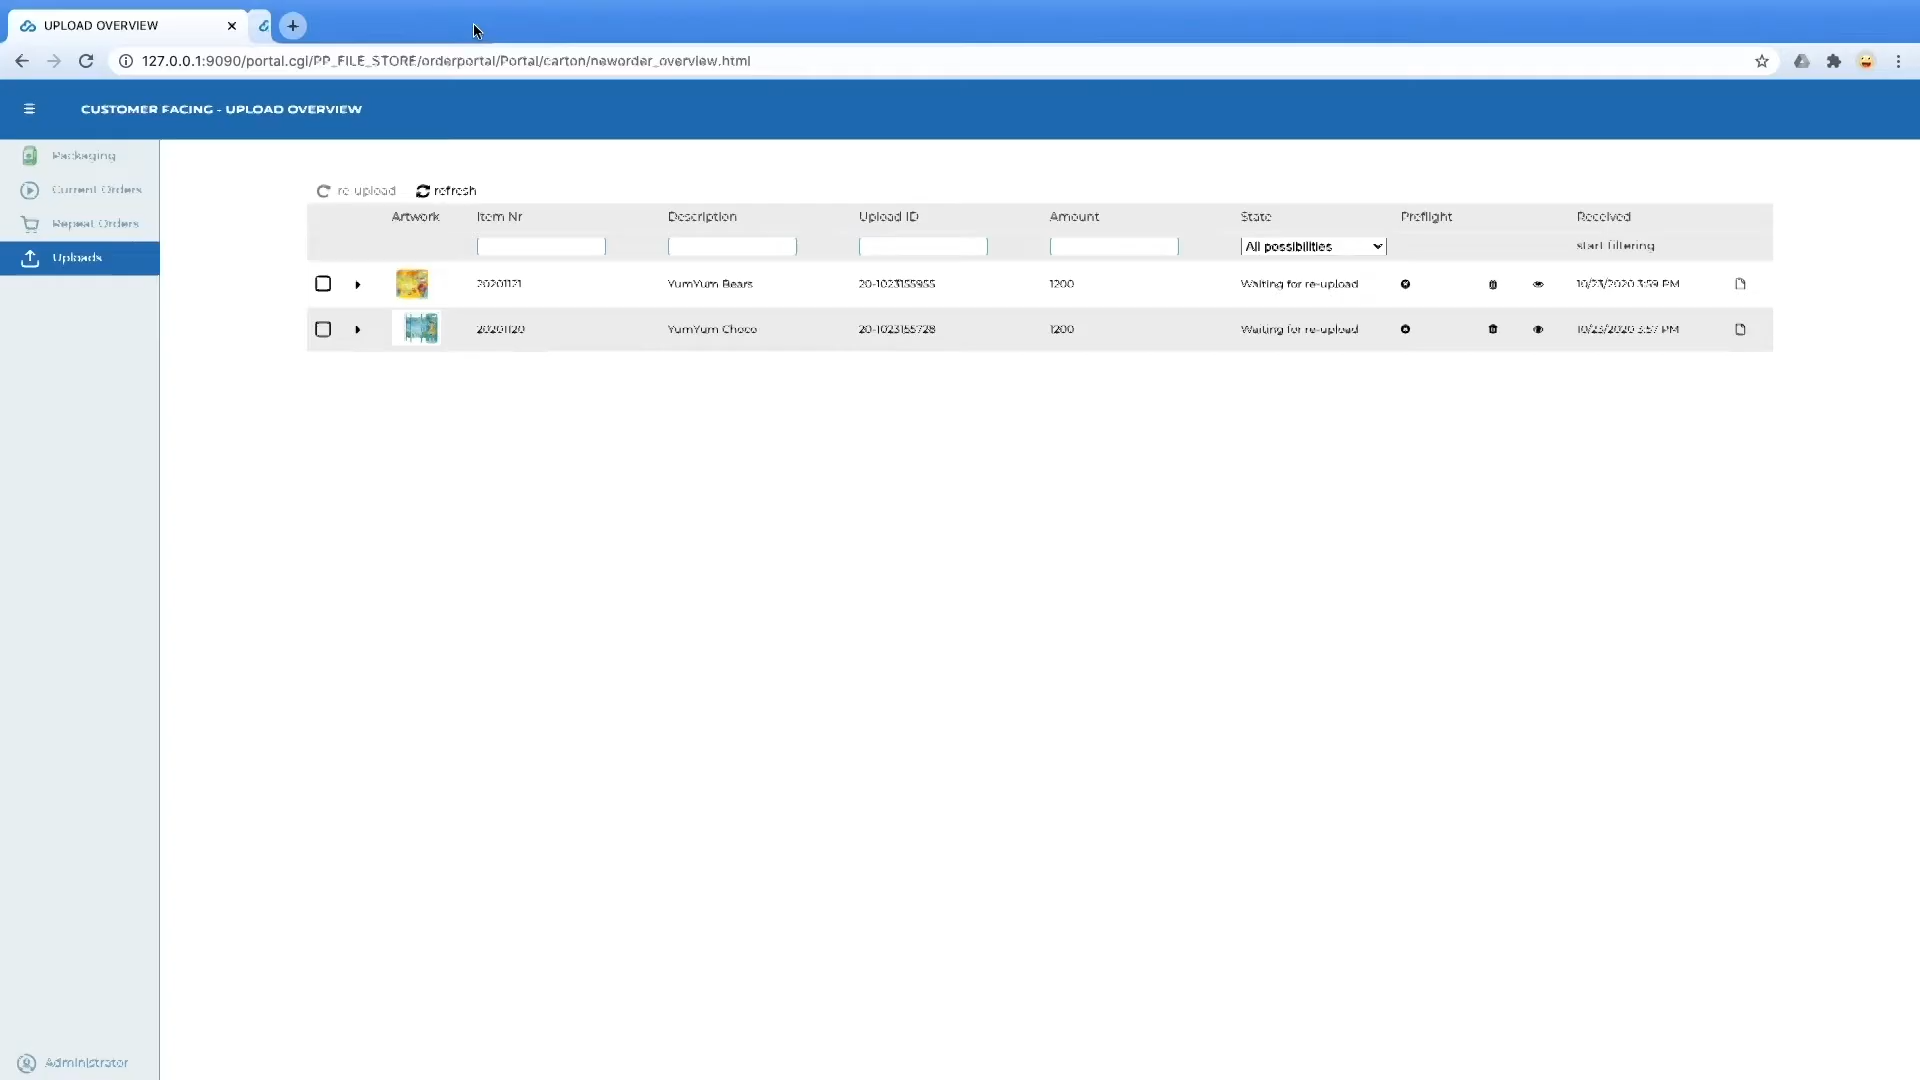 UPLOAD OVERVIEW
127.0.0.1:9090/portal.cgi/PP_FILE_STORE/orderportal/Portal/carton/neworder_overview.html
CUSTOMER FACING - UPLOAD OVERVIEW
Packaging
Current Orders
Repeat Orders
Uploads
re-upload refresh
Artwork Item Nr Description Upload ID Amount State Preflight Received
All possibilities start filtering
20201121 YumYum Bears 20-1023155955 1200 Waiting for re-upload 10/23/2020 3:59 PM
20201120 YumYum Choco 20-1023155728 1200 Waiting for re-upload 10/23/2020 3:57 PM
Administrator